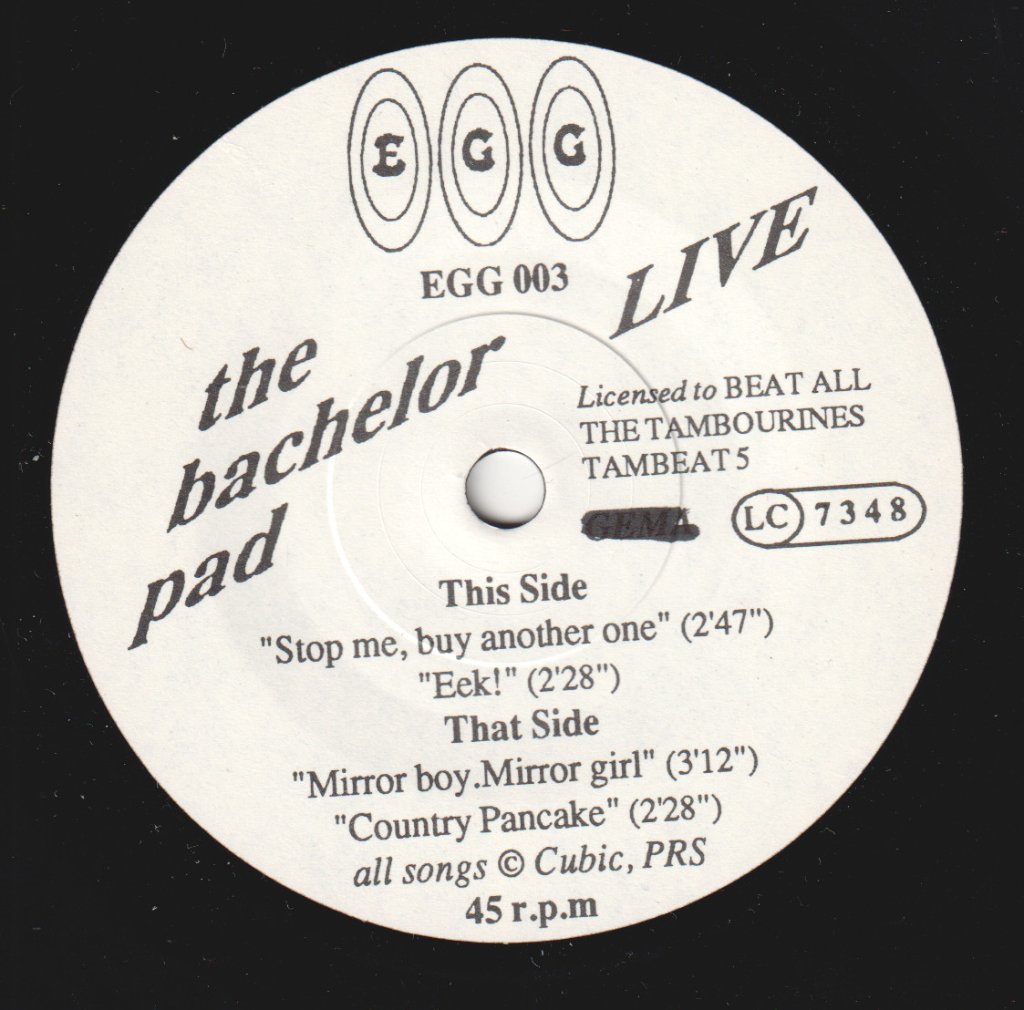 E G G
EGG 003
LIVE
the
bachelor
pad
Licensed to BEAT ALL
THE TAMBOURINES
TAMBEAT 5
GEMA
LC 7348
This Side
"Stop me, buy another one" (2'47")
"Eek!" (2'28")
That Side
"Mirror boy.Mirror girl" (3'12")
"Country Pancake" (2'28")
all songs © Cubic, PRS
45 r.p.m